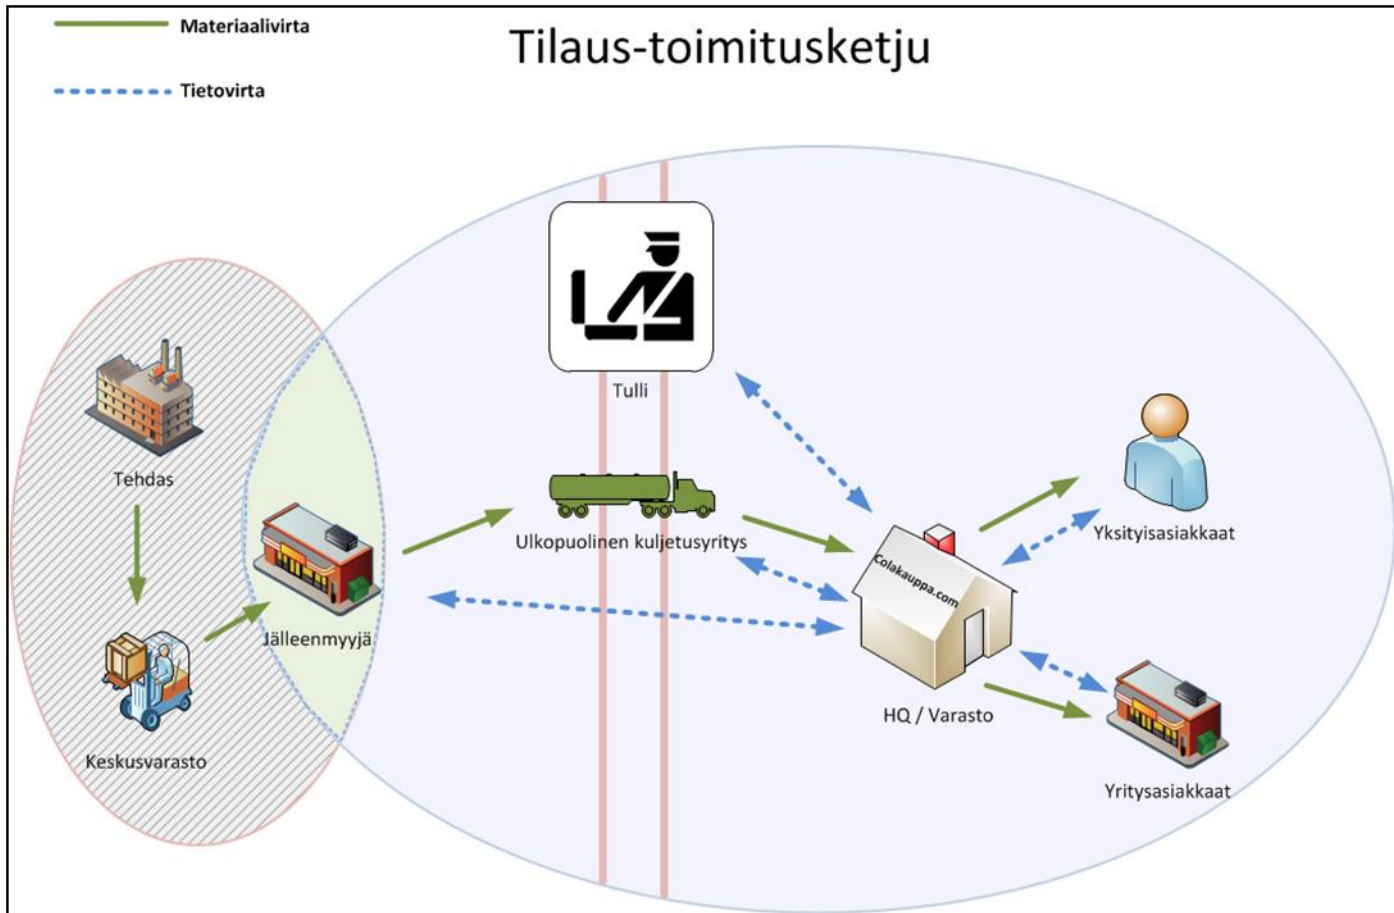 Materiaalivirta
Tilaus-toimitusketju
Tietovirta
Tulli
Tehdas
Ulkopuolinen kuljetusyritys
Yksityisasiakkaat
Colakauppa.com
Jälleenmyyjä
HQ / Varasto
Keskusvarasto
Yritysasiakkaat